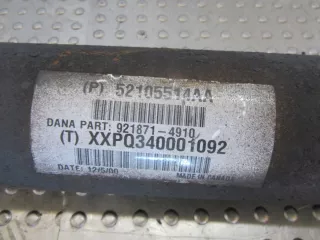 (P) 52105514AA
DANA PART: 921871-4910
(T) XXPQ340001092
DATE: 12/5/00 MADE IN CANADA